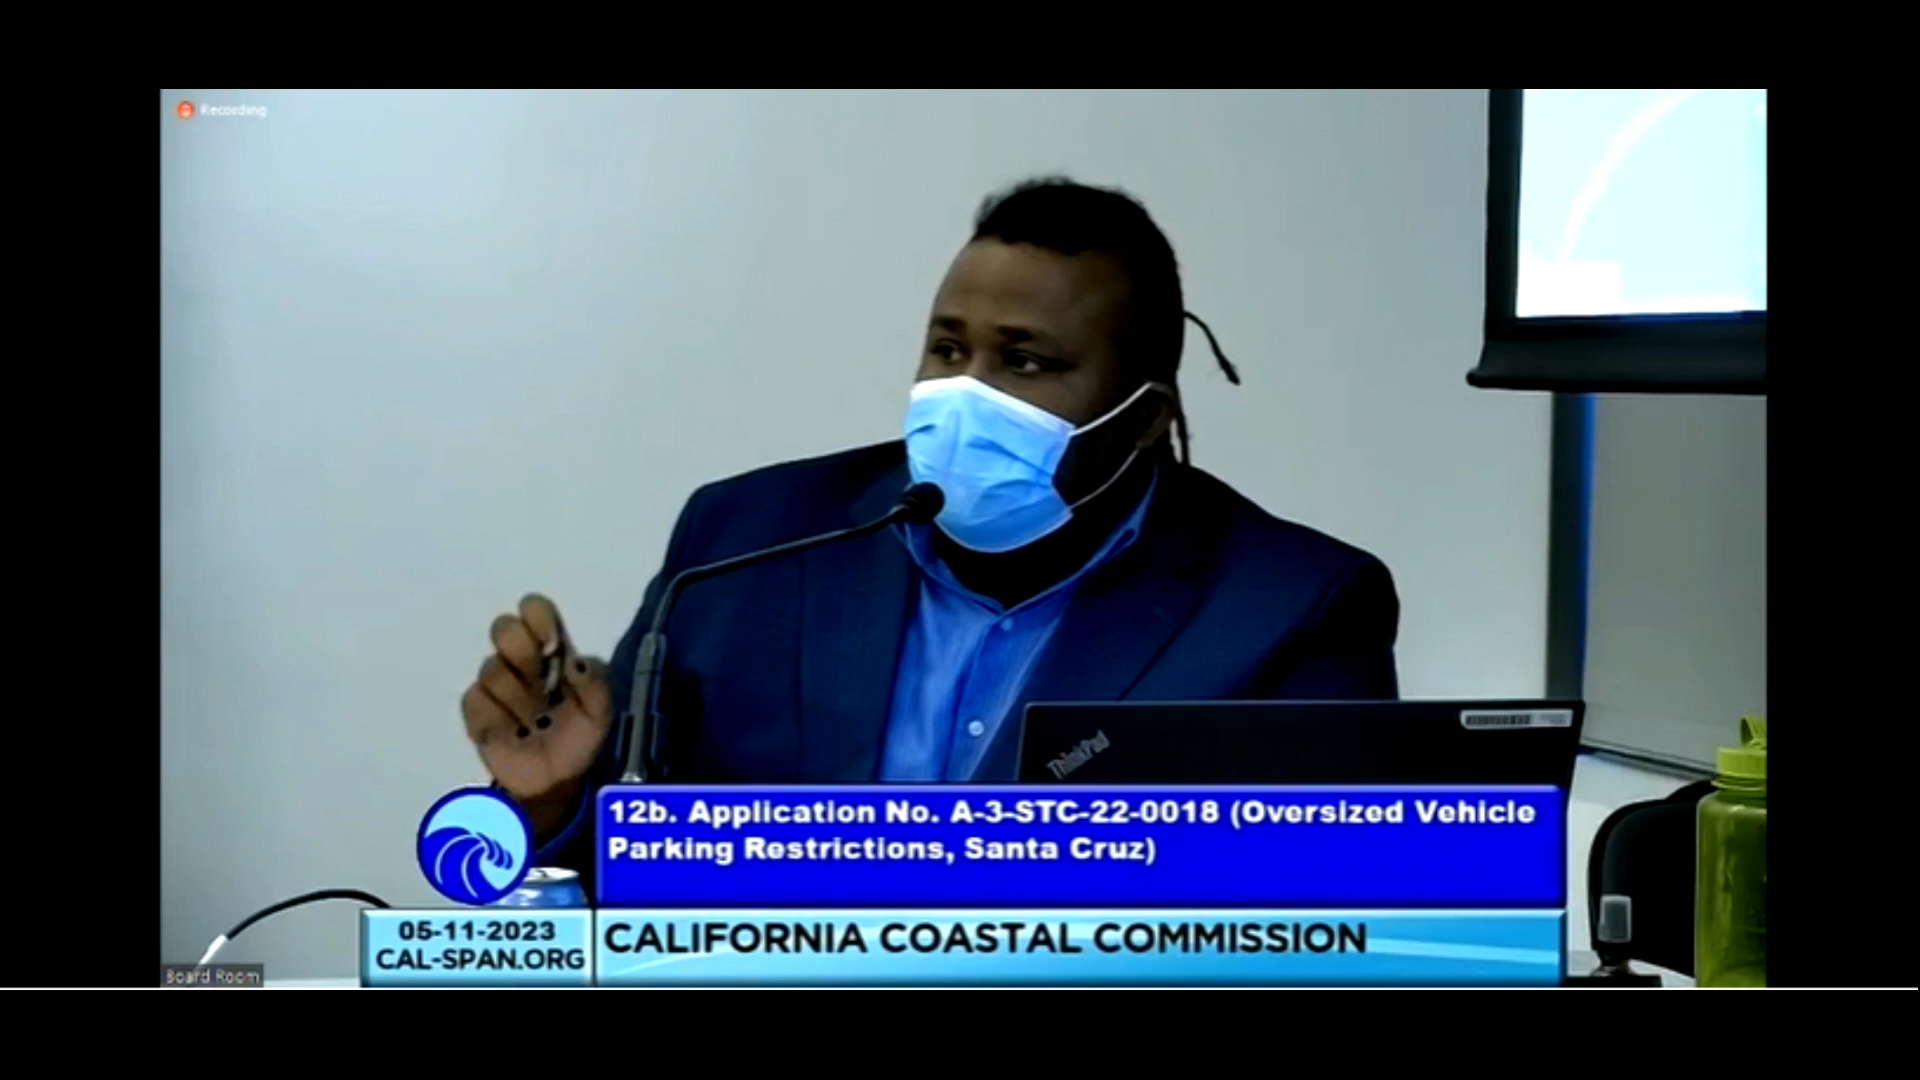 Recording
ThinkPad
12b. Application No. A-3-STC-22-0018 (Oversized Vehicle
Parking Restrictions, Santa Cruz)
05-11-2023
CALIFORNIA COASTAL COMMISSION
CAL-SPAN.ORG
Board Room